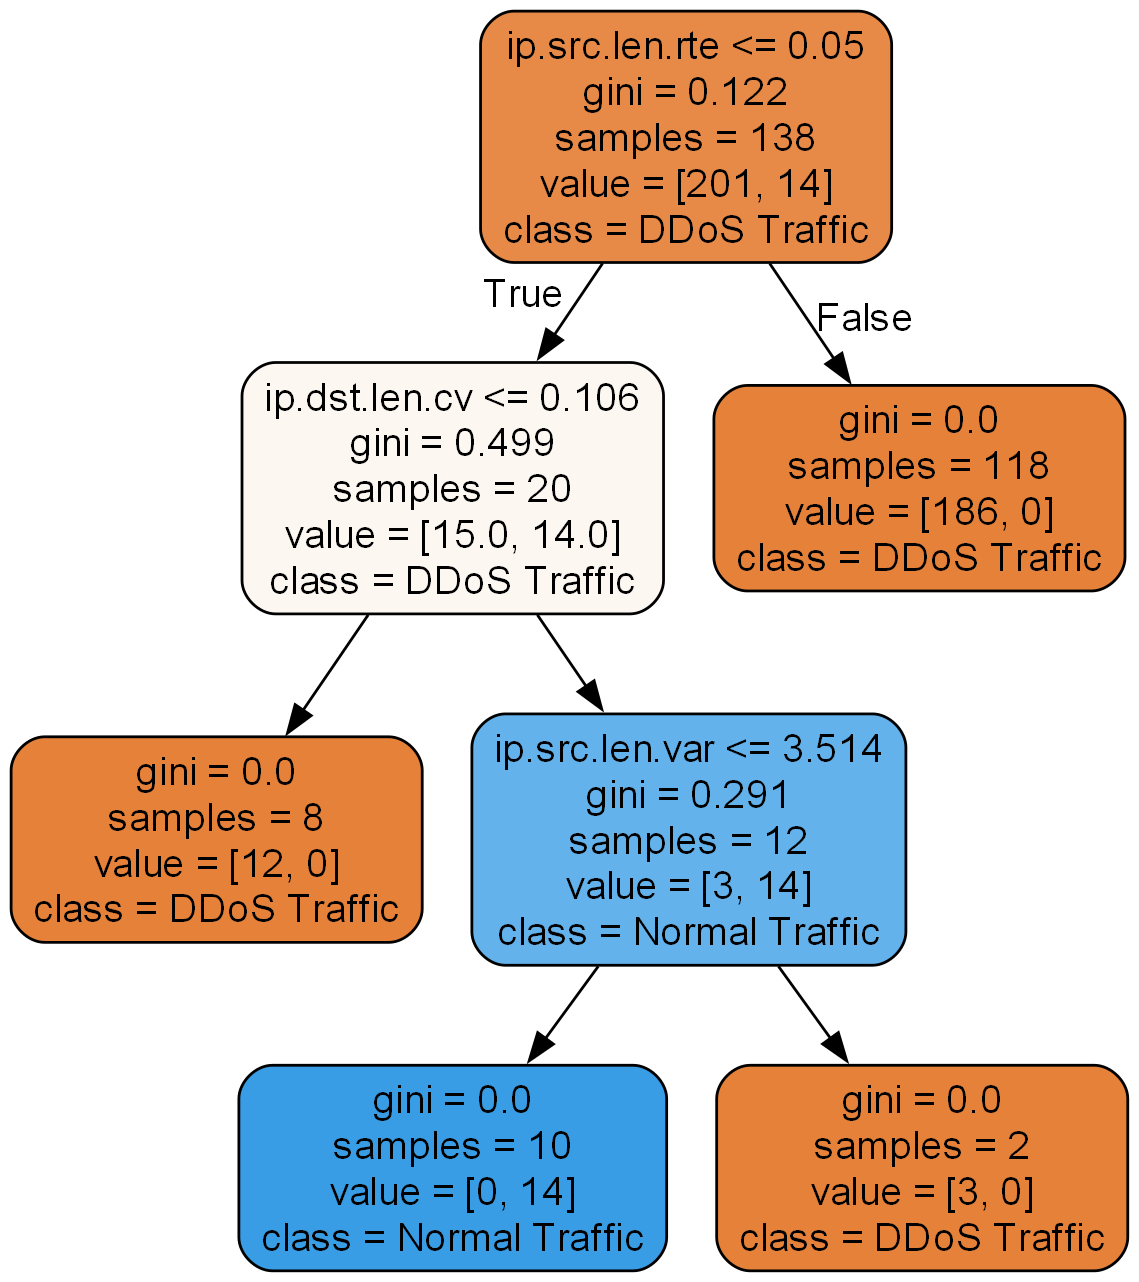 ip.src.len.rte <= 0.05
gini = 0.122
samples = 138
value = [201, 14]
class = DDoS Traffic
True
False
ip.dst.len.cv <= 0.106
gini = 0.499
samples = 20
value = [15.0, 14.0]
class = DDoS Traffic
gini = 0.0
samples = 118
value = [186, 0]
class = DDoS Traffic
gini = 0.0
samples = 8
value = [12, 0]
class = DDoS Traffic
ip.src.len.var <= 3.514
gini = 0.291
samples = 12
value = [3, 14]
class = Normal Traffic
gini = 0.0
samples = 10
value = [0, 14]
class = Normal Traffic
gini = 0.0
samples = 2
value = [3, 0]
class = DDoS Traffic